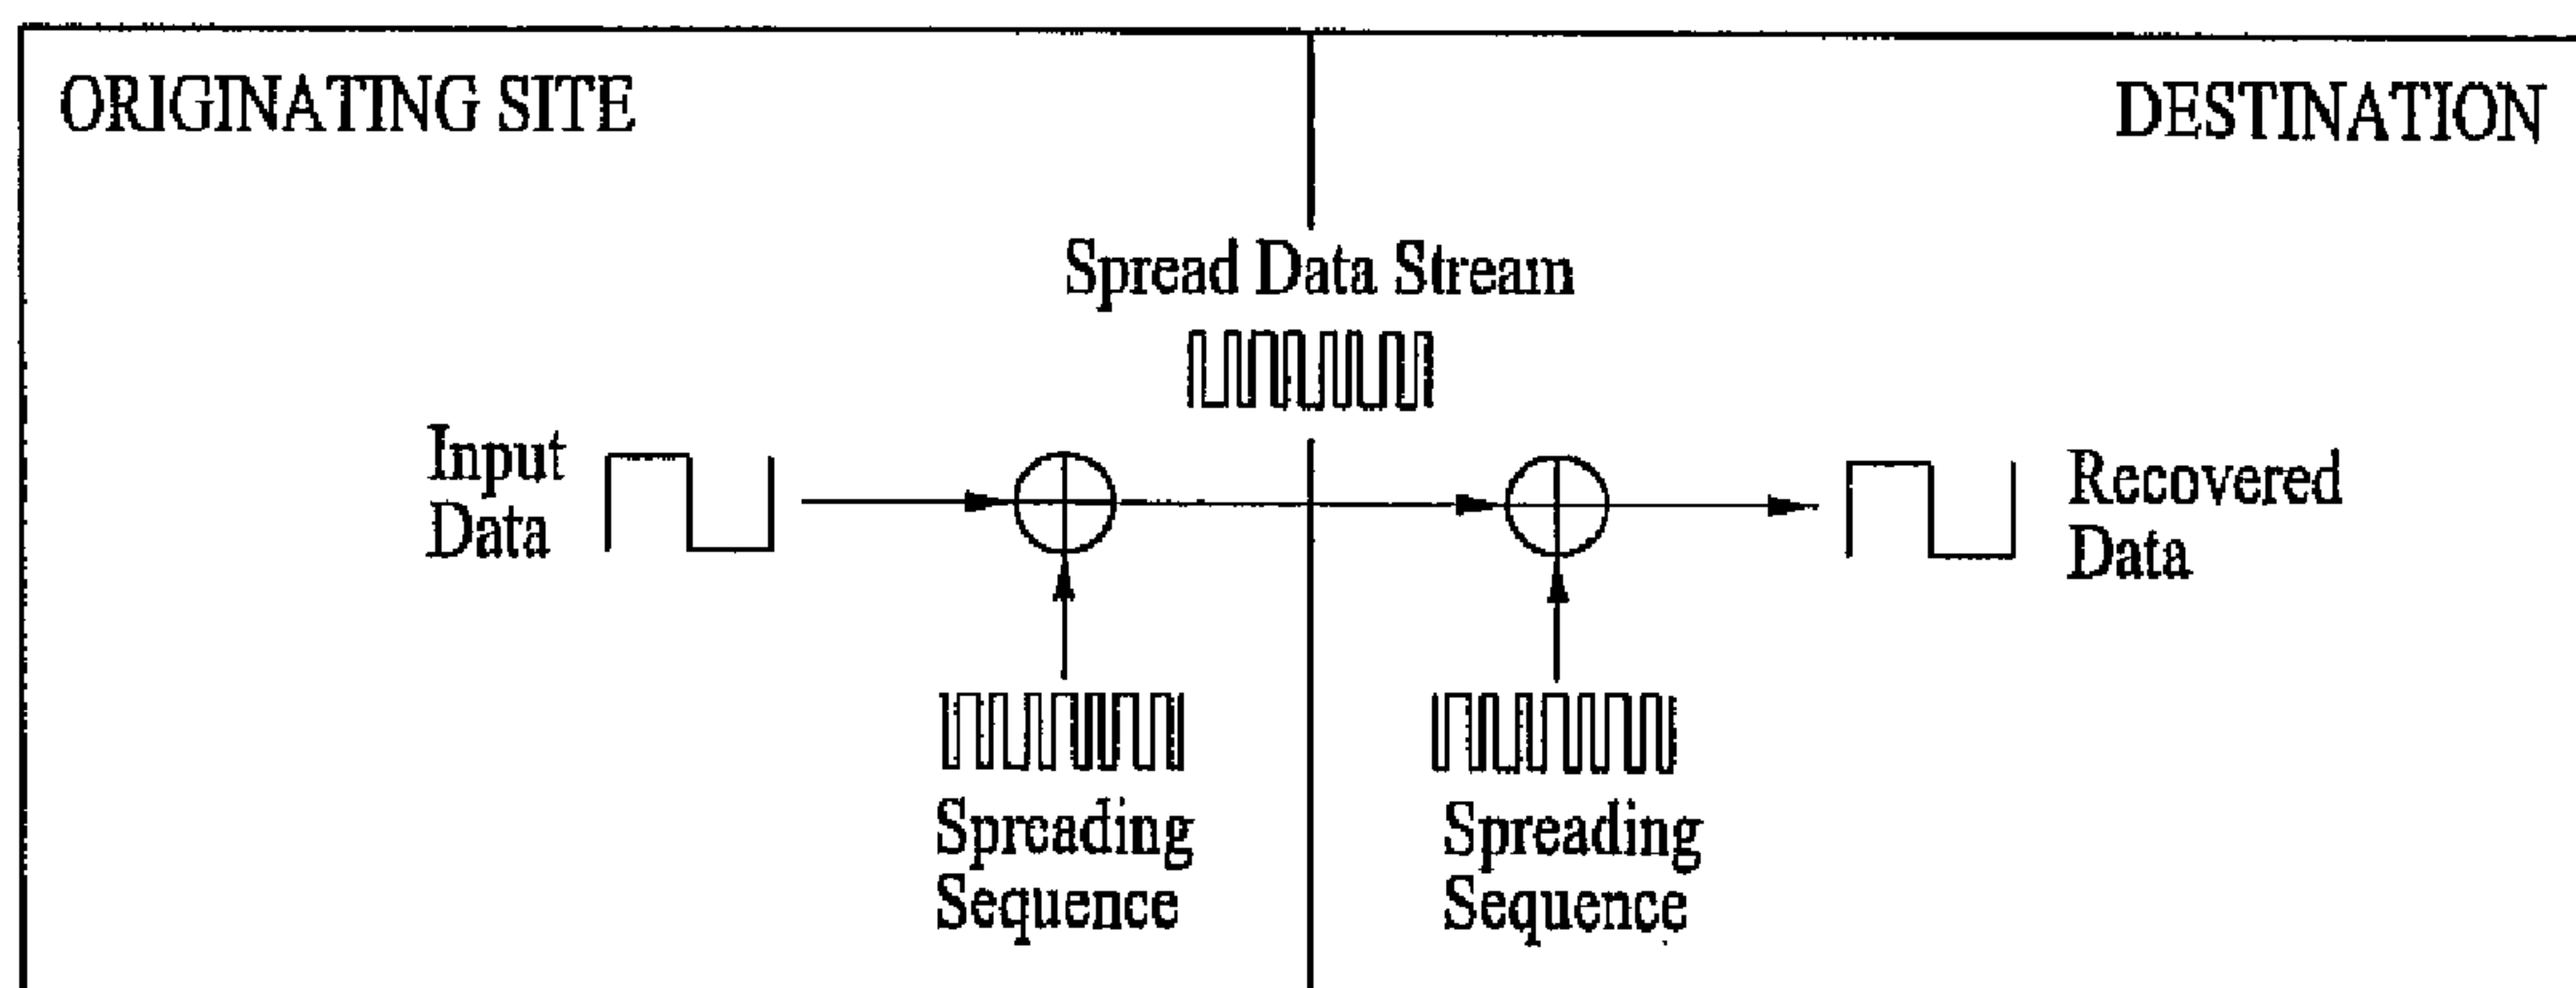 ORIGINATING SITE
DESTINATION
Spread Data Stream
Input
Data
Recovered
Data
Spreading
Sequence
Spreading
Sequence